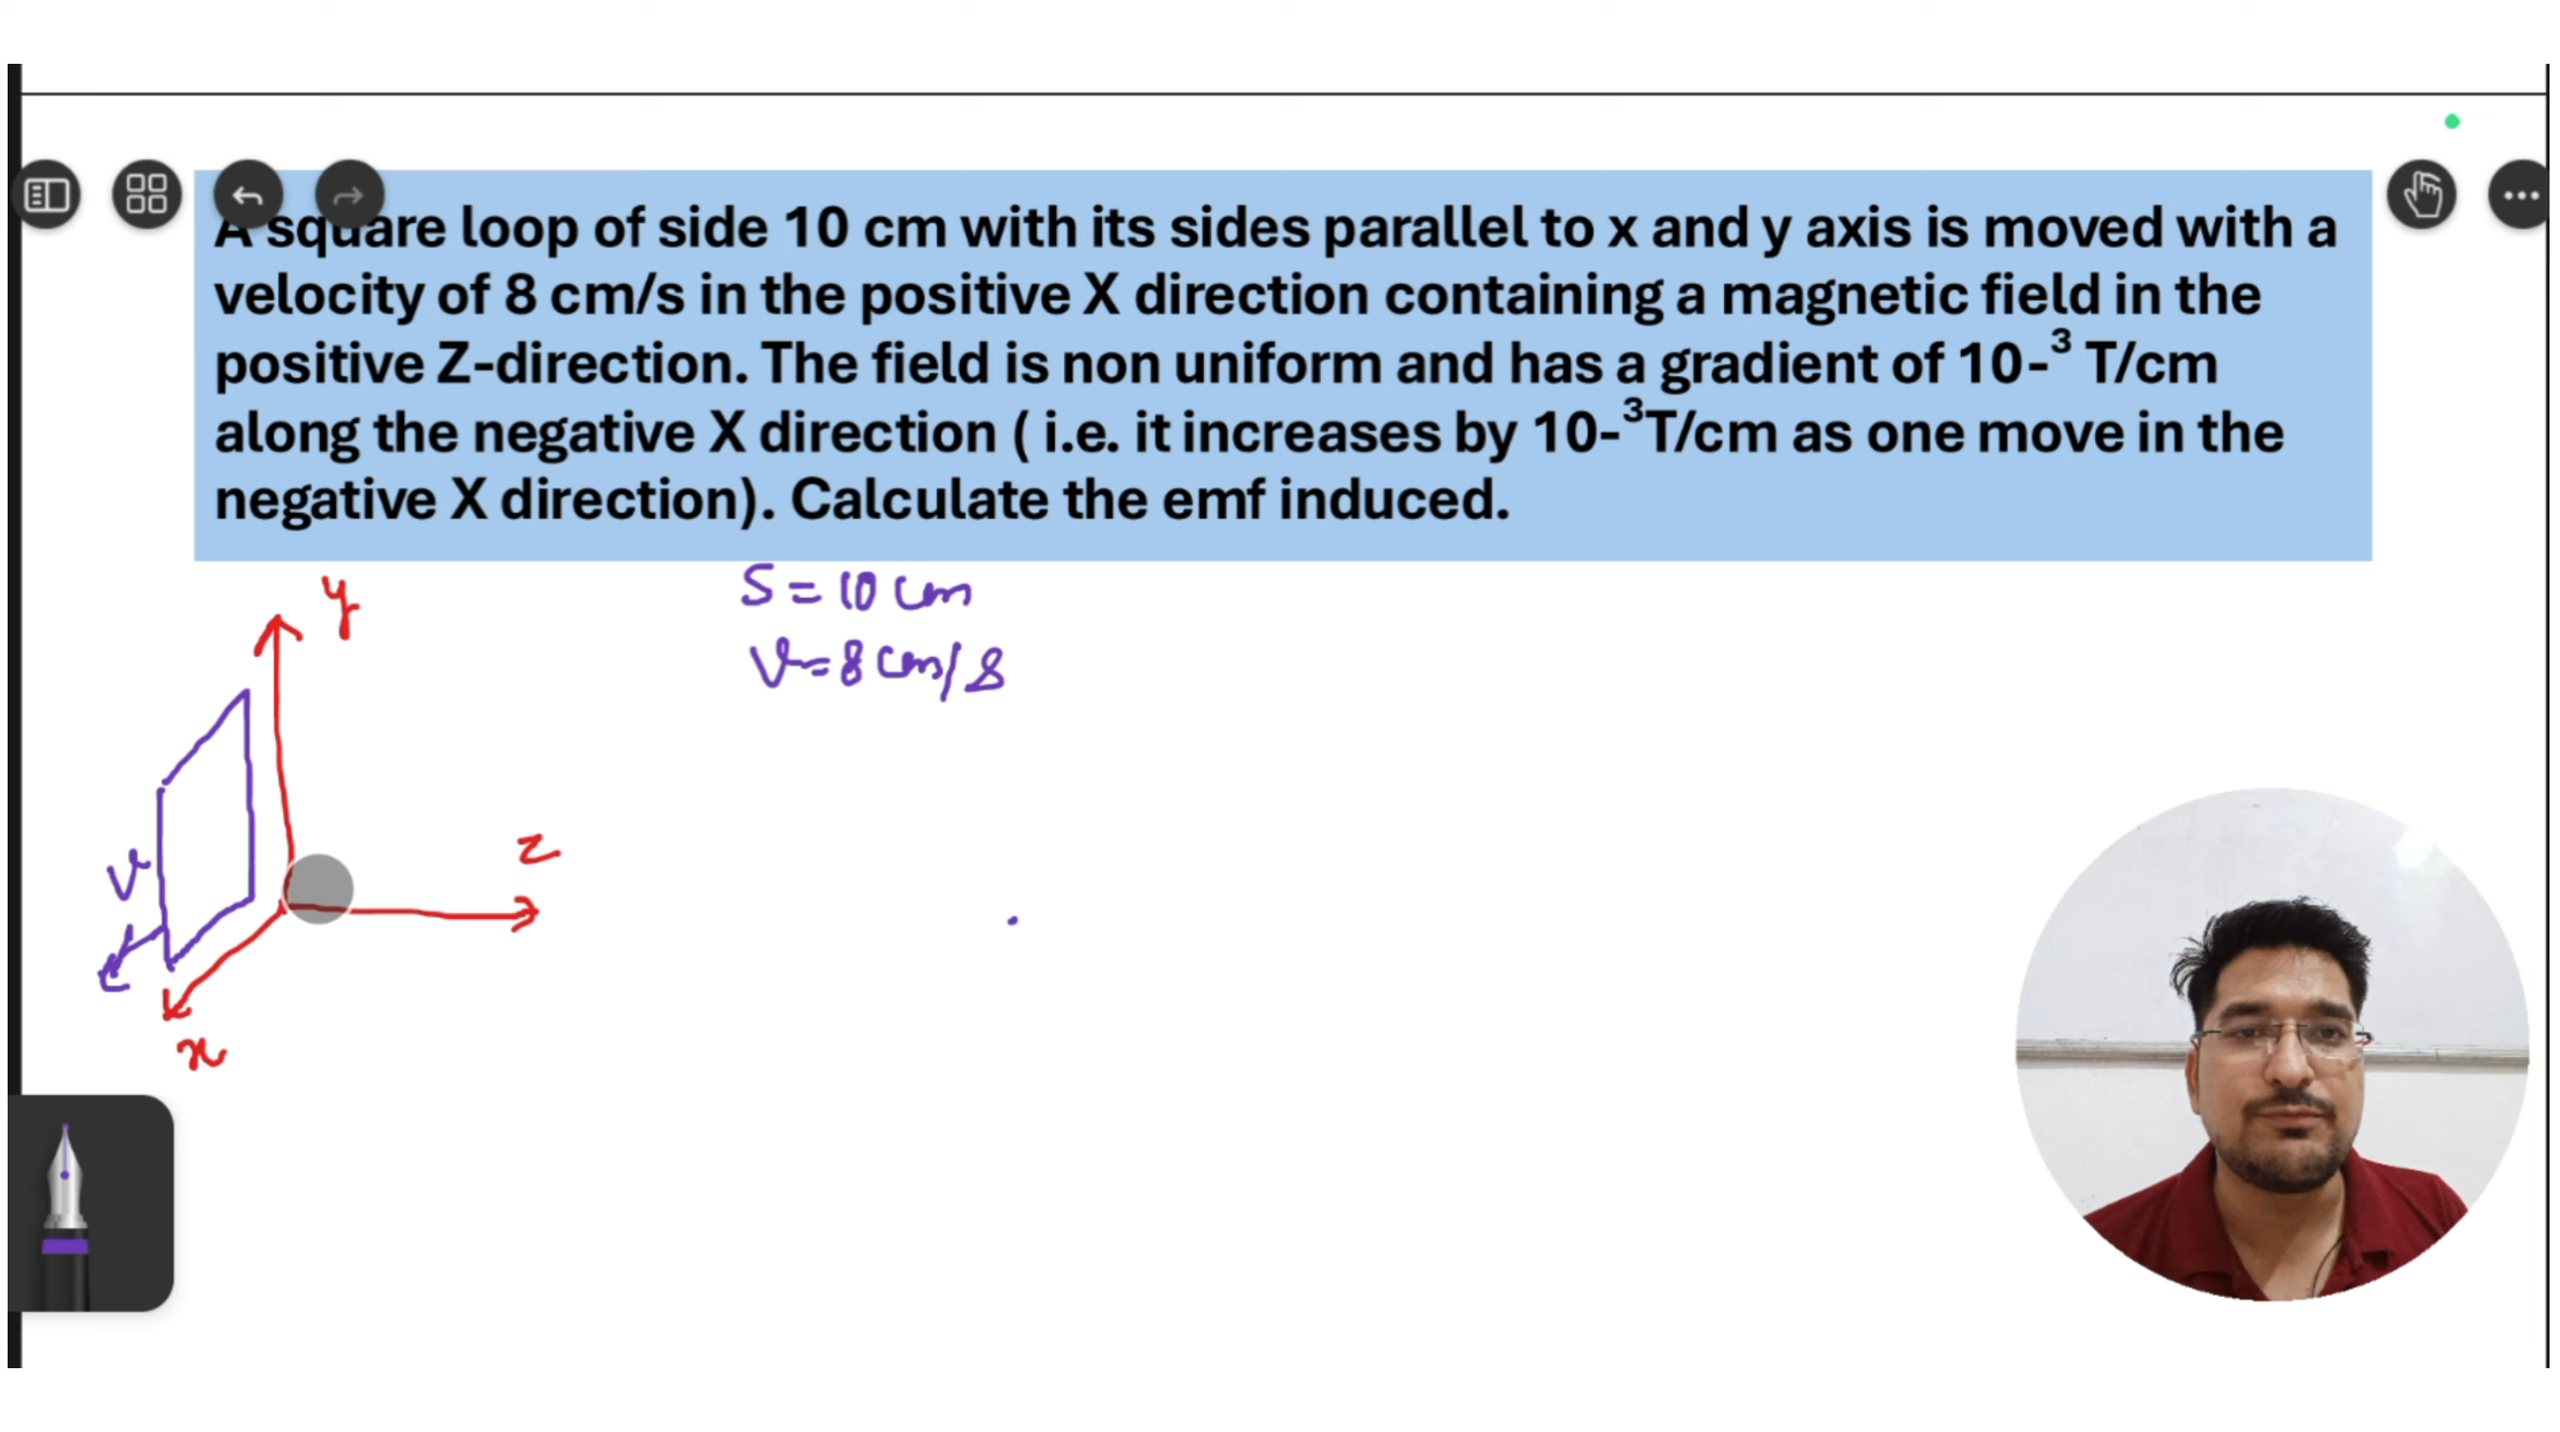 A square loop of side 10 cm with its sides parallel to x and y axis is moved with a
velocity of 8 cm/s in the positive X direction containing a magnetic field in the
positive Z-direction. The field is non uniform and has a gradient of 10-³ T/cm
along the negative X direction ( i.e. it increases by 10-³T/cm as one move in the
negative X direction). Calculate the emf induced.
S = 10 cm
V = 8 cm/s
y
z
V
x